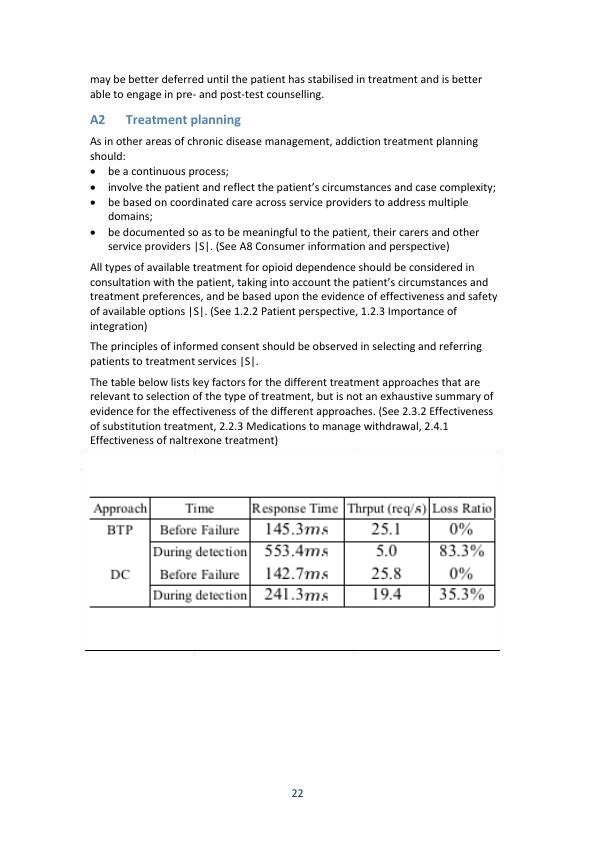 may be better deferred until the patient has stabilised in treatment and is better
able to engage in pre- and post-test counselling.
A2 Treatment planning
As in other areas of chronic disease management, addiction treatment planning
should:
• be a continuous process;
• involve the patient and reflect the patient’s circumstances and case complexity;
• be based on coordinated care across service providers to address multiple
domains;
• be documented so as to be meaningful to the patient, their carers and other
service providers |S|. (See A8 Consumer information and perspective)
All types of available treatment for opioid dependence should be considered in
consultation with the patient, taking into account the patient’s circumstances and
treatment preferences, and be based upon the evidence of effectiveness and safety
of available options |S|. (See 1.2.2 Patient perspective, 1.2.3 Importance of
integration)
The principles of informed consent should be observed in selecting and referring
patients to treatment services |S|.
The table below lists key factors for the different treatment approaches that are
relevant to selection of the type of treatment, but is not an exhaustive summary of
evidence for the effectiveness of the different approaches. (See 2.3.2 Effectiveness
of substitution treatment, 2.2.3 Medications to manage withdrawal, 2.4.1
Effectiveness of naltrexone treatment)
Approach Time Response Time Thrput (req/s) Loss Ratio
BTP Before Failure 145.3ms 25.1 0%
During detection 553.4ms 5.0 83.3%
DC Before Failure 142.7ms 25.8 0%
During detection 241.3ms 19.4 35.3%
22